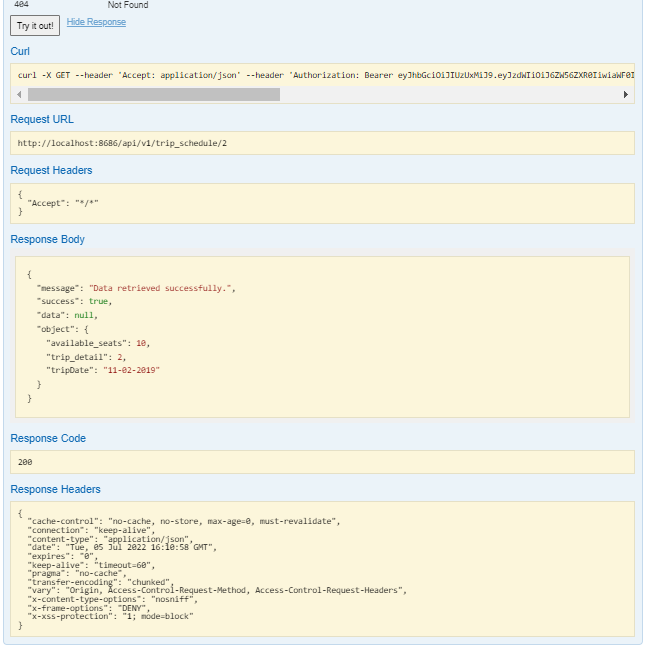 404 Not Found
Try it out! Hide Response
Curl
curl -X GET --header 'Accept: application/json' --header 'Authorization: Bearer
Request URL
http://localhost:8686/api/v1/trip_schedule/2
Request Headers
{
"Accept": "*/*"
}
Response Body
{
"message": "Data retrieved successfully.",
"success": true,
"data": null,
"object": {
"available_seats": 10,
"trip_detail": 2,
"tripDate": "11-02-2019"
}
}
Response Code
200
Response Headers
{
"cache-control": "no-cache, no-store, max-age=0, must-revalidate",
"connection": "keep-alive",
"content-type": "application/json",
"date": "Tue, 05 Jul 2022 16:10:58 GMT",
"expires": "0",
"keep-alive": "timeout=60",
"pragma": "no-cache",
"transfer-encoding": "chunked",
"vary": "Origin, Access-Control-Request-Method, Access-Control-Request-Headers",
"x-content-type-options": "nosniff",
"x-frame-options": "DENY",
"x-xss-protection": "1; mode=block"
}